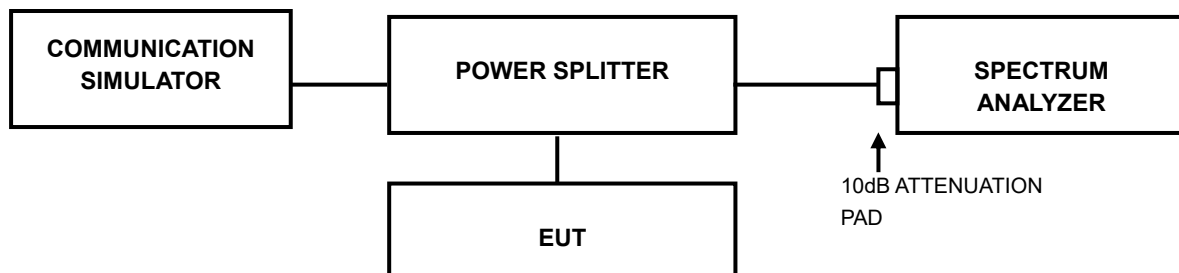 COMMUNICATION
SIMULATOR
POWER SPLITTER
SPECTRUM
ANALYZER
10dB ATTENUATION
PAD
EUT